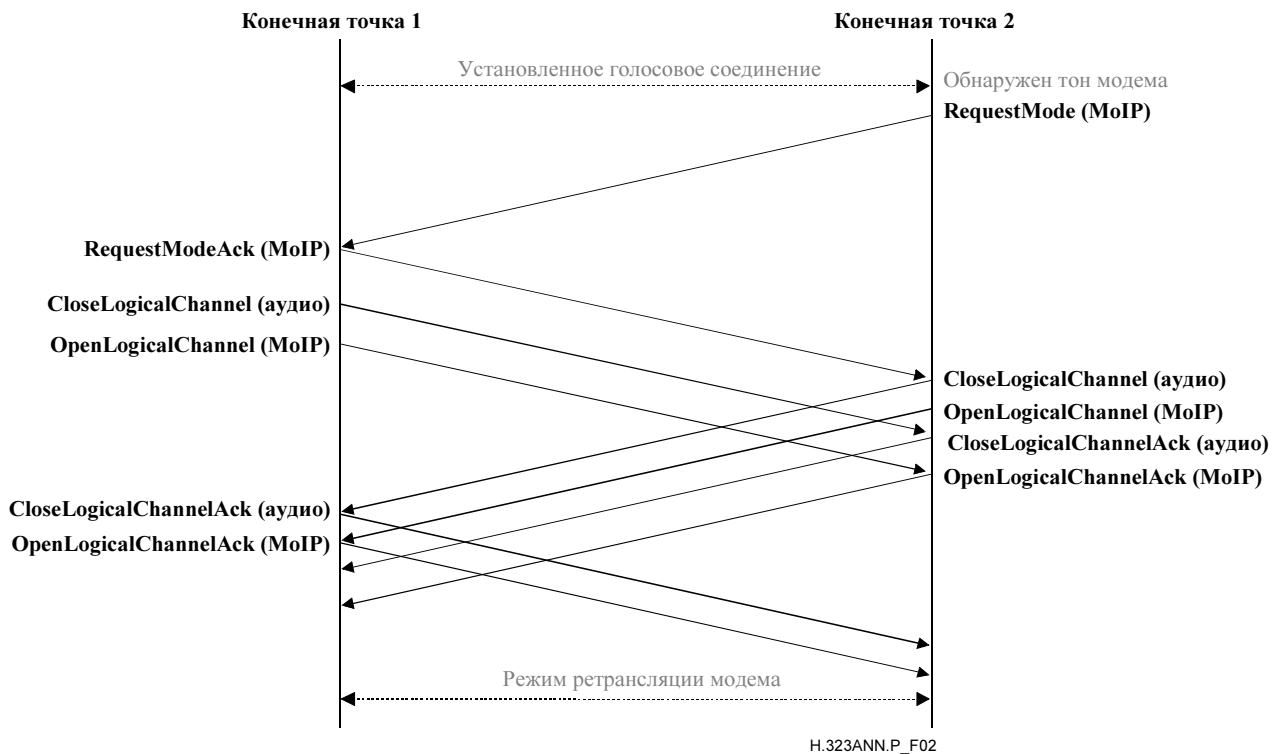 Конечная точка 1
Конечная точка 2
Установленное голосовое соединение
Обнаружен тон модема
RequestMode (MoIP)
RequestModeAck (MoIP)
CloseLogicalChannel (аудио)
OpenLogicalChannel (MoIP)
CloseLogicalChannel (аудио)
OpenLogicalChannel (MoIP)
CloseLogicalChannelAck (аудио)
OpenLogicalChannelAck (MoIP)
CloseLogicalChannelAck (аудио)
OpenLogicalChannelAck (MoIP)
Режим ретрансляции модема
H.323ANN.P_F02